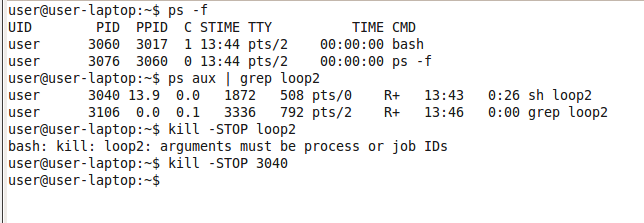 user@user-laptop:~$ ps -f
UID        PID  PPID  C STIME TTY          TIME CMD
user      3060  3017  1 13:44 pts/2    00:00:00 bash
user      3076  3060  0 13:44 pts/2    00:00:00 ps -f
user@user-laptop:~$ ps aux | grep loop2
user      3040 13.9  0.0   1872   508 pts/0    R+   13:43   0:26 sh loop2
user      3106  0.0  0.1   3336   792 pts/2    R+   13:46   0:00 grep loop2
user@user-laptop:~$ kill -STOP loop2
bash: kill: loop2: arguments must be process or job IDs
user@user-laptop:~$ kill -STOP 3040
user@user-laptop:~$